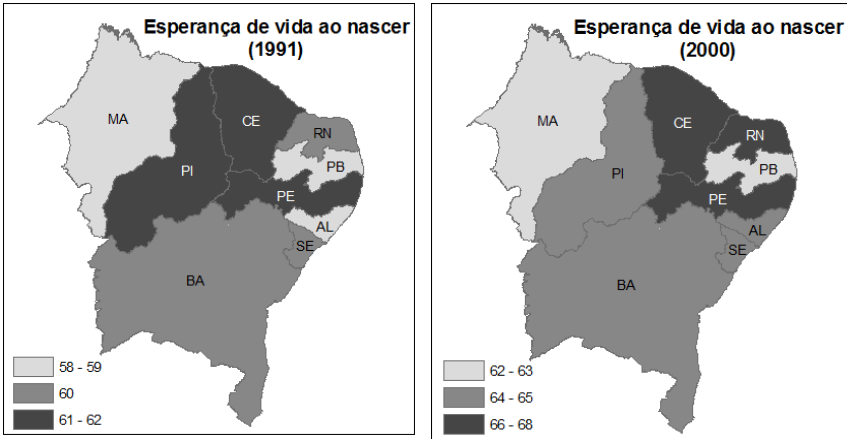 Esperança de vida ao nascer
(1991)
MA
CE
RN
PB
PI
PE
AL
SE
BA
58 - 59
60
61 - 62
Esperança de vida ao nascer
(2000)
MA
CE
RN
PB
PI
PE
AL
SE
BA
62 - 63
64 - 65
66 - 68